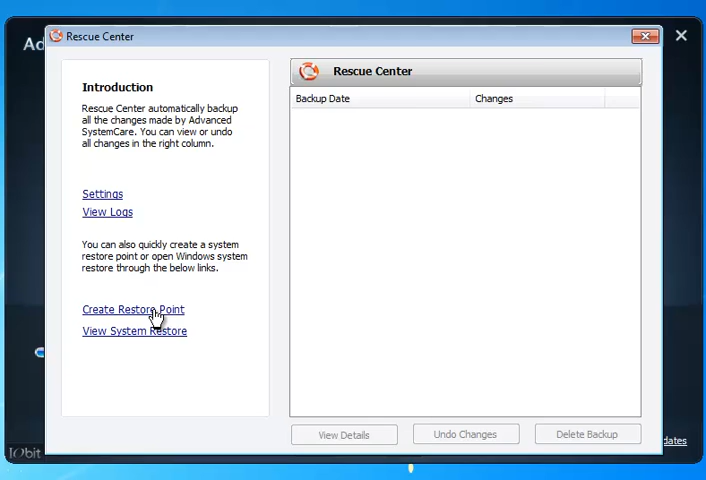 Ad
Rescue Center
Introduction
Rescue Center automatically backup
all the changes made by Advanced
SystemCare. You can view or undo
all changes in the right column.
Settings
View Logs
You can also quickly create a system
restore point or open Windows system
restore through the below links.
Create Restore Point
View System Restore
Rescue Center
Backup Date Changes
View Details Undo Changes Delete Backup
IObit
dates